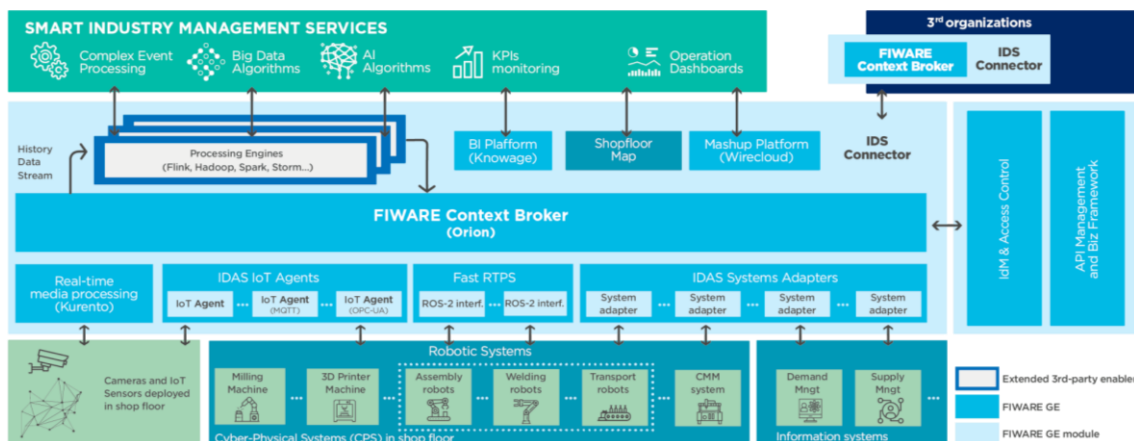 SMART INDUSTRY MANAGEMENT SERVICES
Complex Event
Processing
Big Data
Algorithms
AI
Algorithms
KPIs
monitoring
Operation
Dashboards
3rd organizations
FIWARE
Context Broker
IDS
Connector
History
Data
Stream
Processing Engines
(Flink, Hadoop, Spark, Storm...)
BI Platform
(Knowage)
Shopfloor
Map
Mashup Platform
(Wirecloud)
IDS
Connector
FIWARE Context Broker
(Orion)
IdM & Access Control
API Management
and Biz Framework
Real-time
media processing
(Kurento)
IDAS IoT Agents
IoT Agent
...
IoT Agent
(MQTT)
...
IoT Agent
(OPC-UA)
Fast RTPS
ROS-2 interf.
...
ROS-2 interf.
IDAS Systems Adapters
System
adapter
...
System
adapter
...
System
adapter
...
System
adapter
Cameras and IoT
Sensors deployed
in shop floor
Robotic Systems
Milling
Machine
...
3D Printer
Machine
...
Assembly
robots
Welding
robots
Transport
robots
...
CMM
system
Cyber-Physical Systems (CPS) in shop floor
Demand
Mngt
Supply
Mngt
...
Information systems
Extended 3rd-party enabler
FIWARE GE
FIWARE GE module